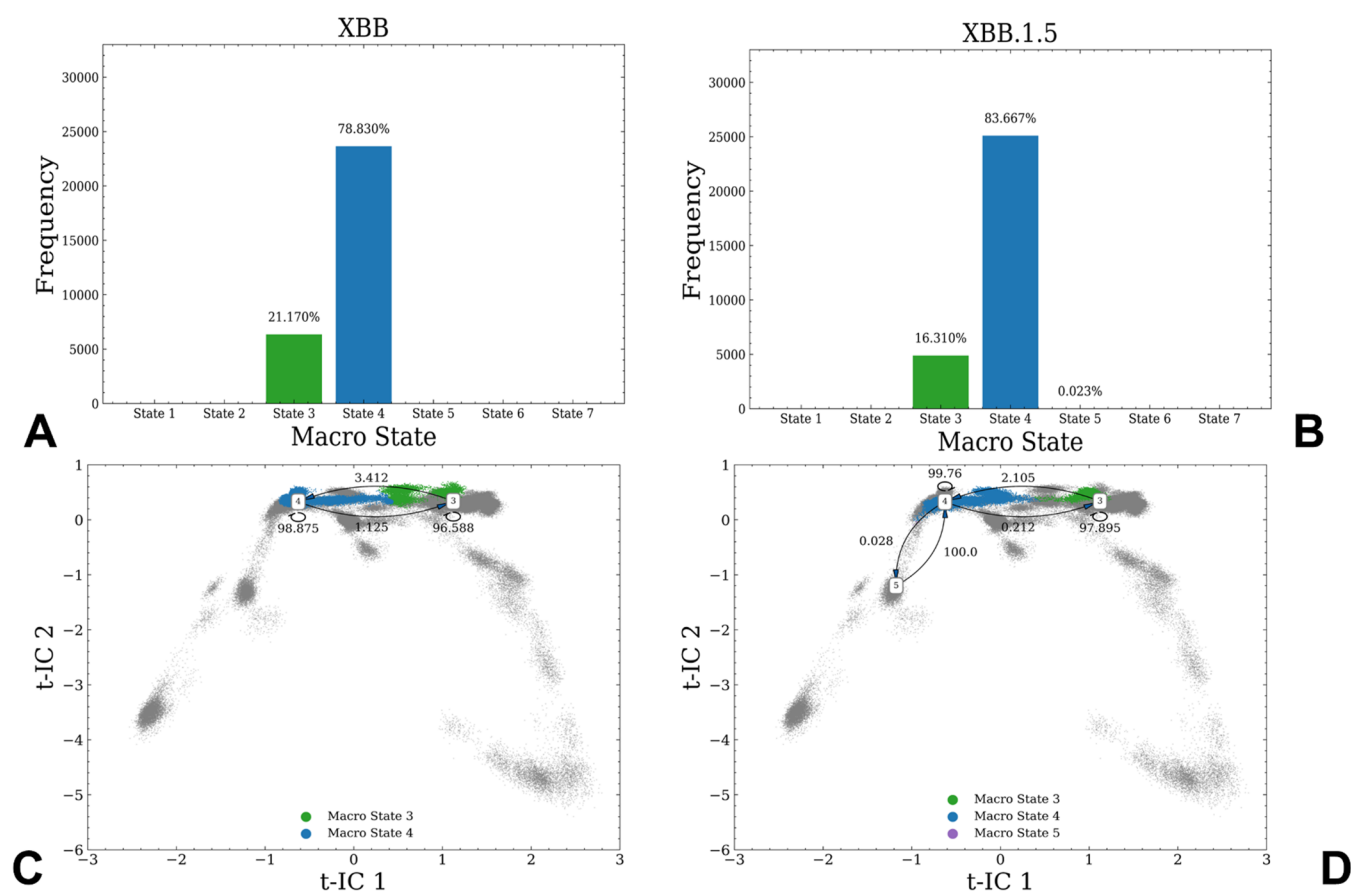 XBB
30000
25000
20000
15000
10000
5000
0
Frequency
21.170%
78.830%
State 1 State 2 State 3 State 4 State 5 State 6 State 7
Macro State
A
XBB.1.5
30000
25000
20000
15000
10000
5000
0
Frequency
16.310%
83.667%
0.023%
State 1 State 2 State 3 State 4 State 5 State 6 State 7
Macro State
B
1
0
−1
−2
−3
−4
−5
−6
t-IC 2
3.412
4
3
98.875
1.125
96.588
Macro State 3
Macro State 4
−3 −2 −1 0 1 2 3
t-IC 1
C
1
0
−1
−2
−3
−4
−5
−6
t-IC 2
99.76
2.105
4
3
0.212
97.895
0.028
100.0
5
Macro State 3
Macro State 4
Macro State 5
−3 −2 −1 0 1 2 3
t-IC 1
D